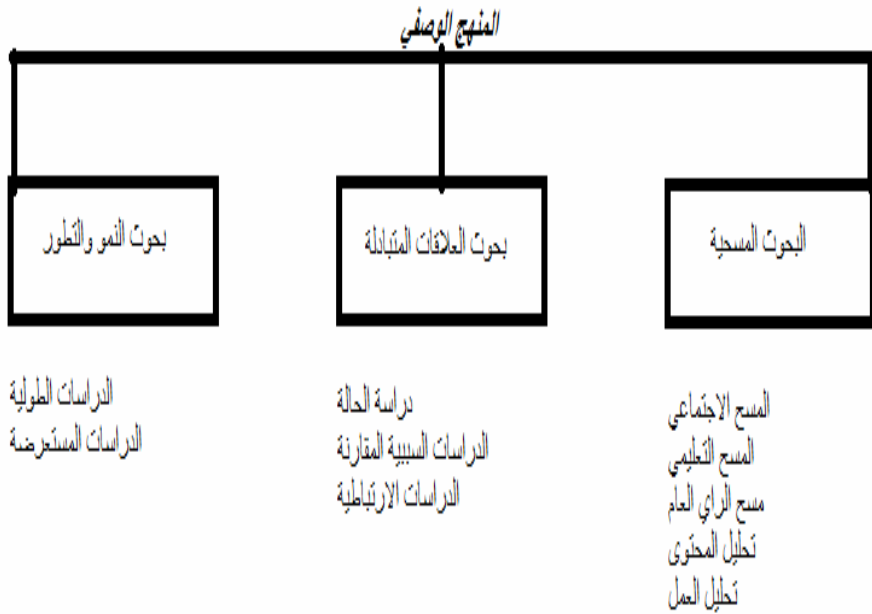 المنهج الوصفي
البحوث المسحية
بحوث العلاقات المتبادلة
بحوث النمو والتطور
المسح الاجتماعي
المسح التعليمي
مسح الراي العام
تحليل المحتوى
تحليل العمل
دراسة الحالة
الدراسات السببية المقارنة
الدراسات الارتباطية
الدراسات الطولية
الدراسات المستعرضة